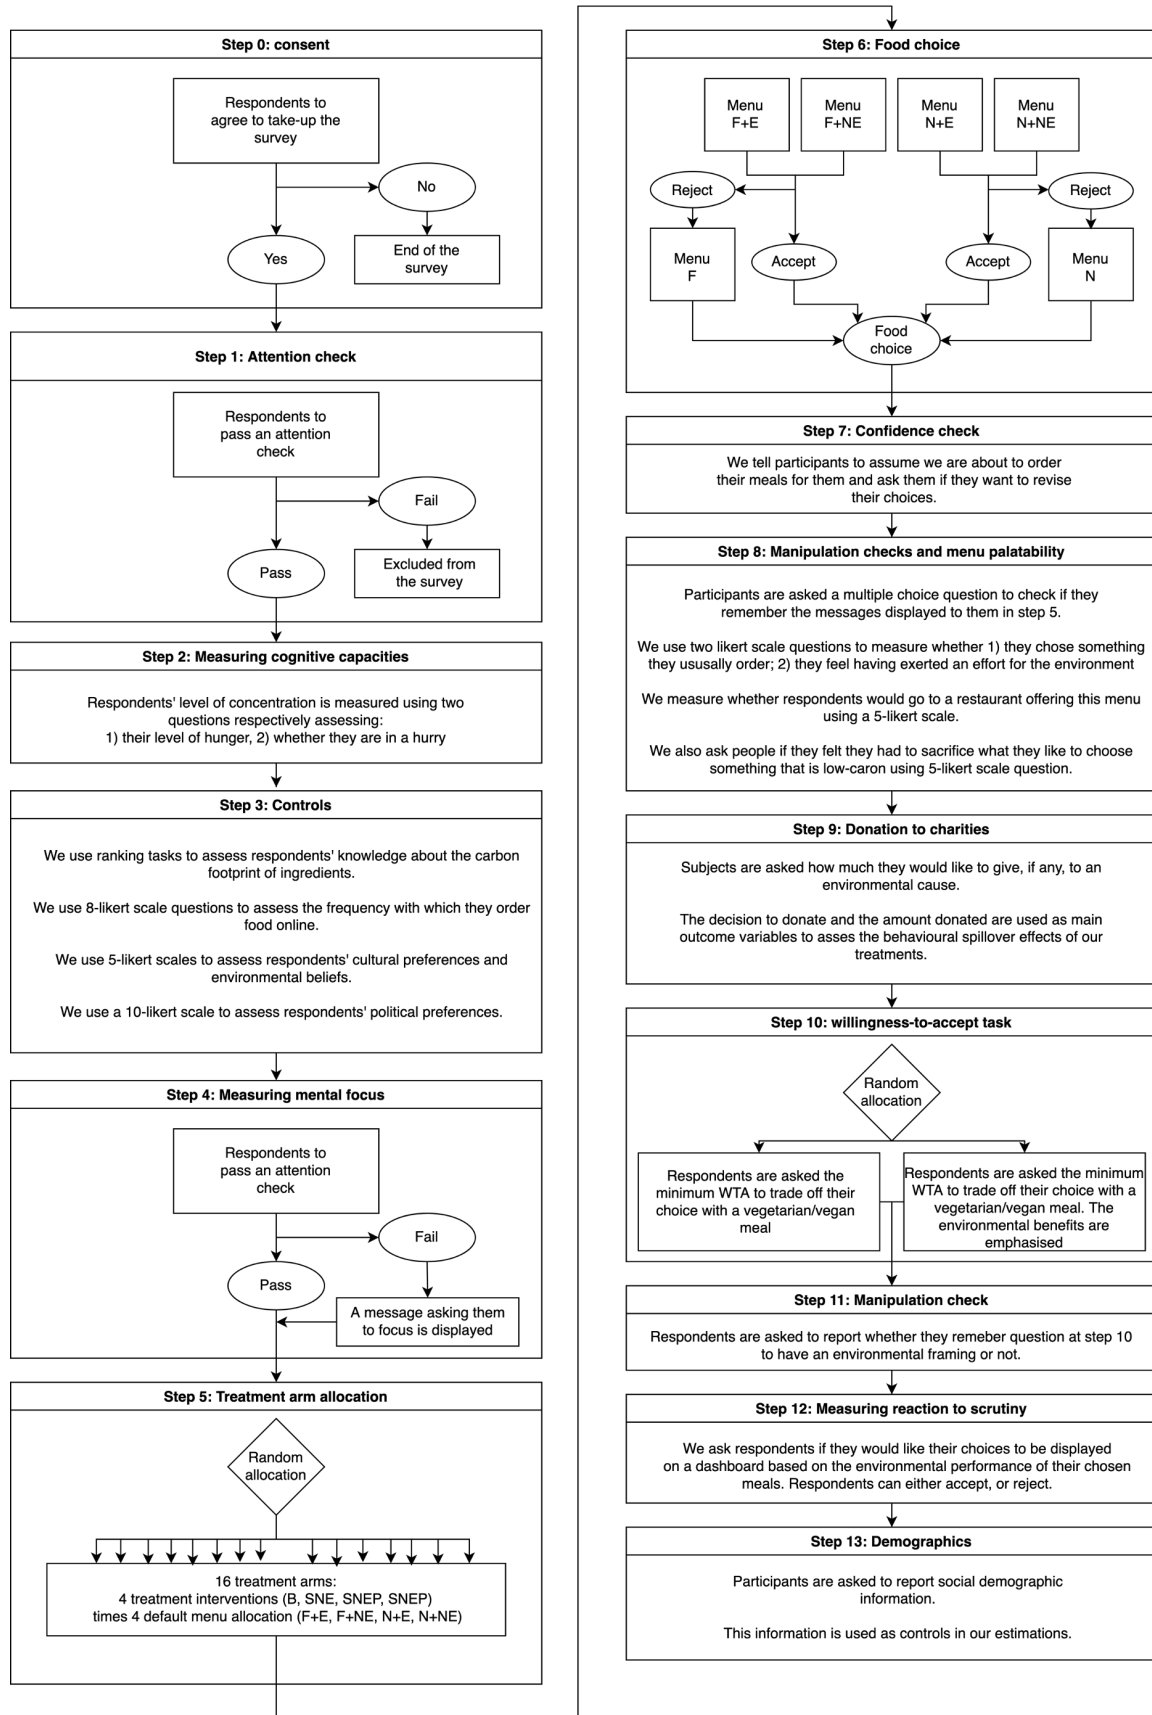 Step 0: consent
Respondents to
agree to take-up the
survey
No
Yes
End of the
survey
Step 1: Attention check
Respondents to
pass an attention
check
Fail
Pass
Excluded from
the survey
Step 2: Measuring cognitive capacities
Respondents' level of concentration is measured using two
questions respectively assessing:
1) their level of hunger, 2) whether they are in a hurry
Step 3: Controls
We use ranking tasks to assess respondents' knowledge about the carbon
footprint of ingredients.
We use 8-likert scale questions to assess the frequency with which they order
food online.
We use 5-likert scales to assess respondents' cultural preferences and
environmental beliefs.
We use a 10-likert scale to assess respondents' political preferences.
Step 4: Measuring mental focus
Respondents to
pass an attention
check
Fail
Pass
A message asking them
to focus is displayed
Step 5: Treatment arm allocation
Random
allocation
16 treatment arms:
4 treatment interventions (B, SNE, SNEP, SNEP)
times 4 default menu allocation (F+E, F+NE, N+E, N+NE)
Step 6: Food choice
Menu
F+E
Menu
F+NE
Menu
N+E
Menu
N+NE
Reject
Reject
Menu
F
Accept
Accept
Menu
N
Food
choice
Step 7: Confidence check
We tell participants to assume we are about to order
their meals for them and ask them if they want to revise
their choices.
Step 8: Manipulation checks and menu palatability
Participants are asked a multiple choice question to check if they
remember the messages displayed to them in step 5.
We use two likert scale questions to measure whether 1) they chose something
they ususally order; 2) they feel having exerted an effort for the environment
We measure whether respondents would go to a restaurant offering this menu
using a 5-likert scale.
We also ask people if they felt they had to sacrifice what they like to choose
something that is low-caron using 5-likert scale question.
Step 9: Donation to charities
Subjects are asked how much they would like to give, if any, to an
environmental cause.
The decision to donate and the amount donated are used as main
outcome variables to asses the behavioural spillover effects of our
treatments.
Step 10: willingness-to-accept task
Random
allocation
Respondents are asked the
minimum WTA to trade off their
choice with a vegetarian/vegan
meal
Respondents are asked the minimum
WTA to trade off their choice with a
vegetarian/vegan meal. The
environmental benefits are
emphasised
Step 11: Manipulation check
Respondents are asked to report whether they remeber question at step 10
to have an environmental framing or not.
Step 12: Measuring reaction to scrutiny
We ask respondents if they would like their choices to be displayed
on a dashboard based on the environmental performance of their chosen
meals. Respondents can either accept, or reject.
Step 13: Demographics
Participants are asked to report social demographic
information.
This information is used as controls in our estimations.